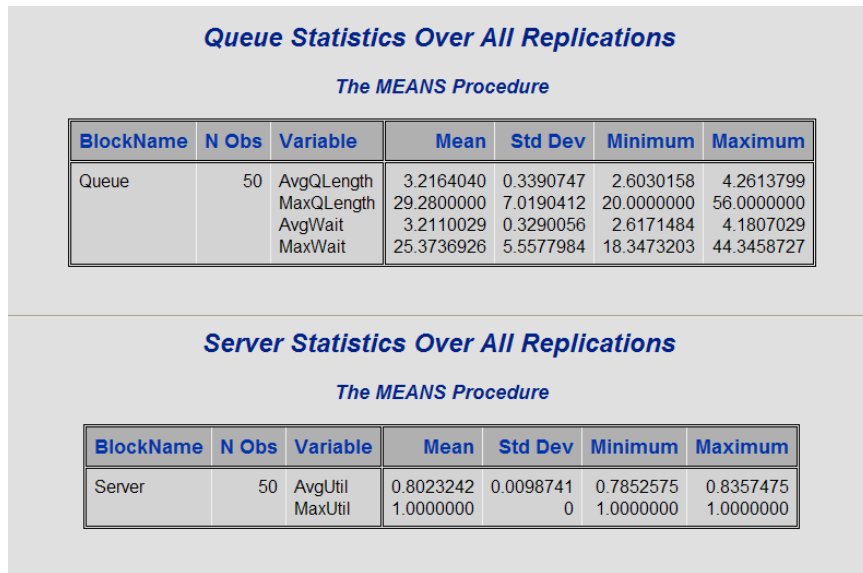 Queue Statistics Over All Replications
The MEANS Procedure
BlockName N Obs Variable Mean Std Dev Minimum Maximum
Queue 50 AvgQLength 3.2164040 0.3390747 2.6030158 4.2613799
MaxQLength 29.2800000 7.0190412 20.0000000 56.0000000
AvgWait 3.2110029 0.3290056 2.6171484 4.1807029
MaxWait 25.3736926 5.5577984 18.3473203 44.3458727
Server Statistics Over All Replications
The MEANS Procedure
BlockName N Obs Variable Mean Std Dev Minimum Maximum
Server 50 AvgUtil 0.8023242 0.0098741 0.7852575 0.8357475
MaxUtil 1.0000000 0 1.0000000 1.0000000